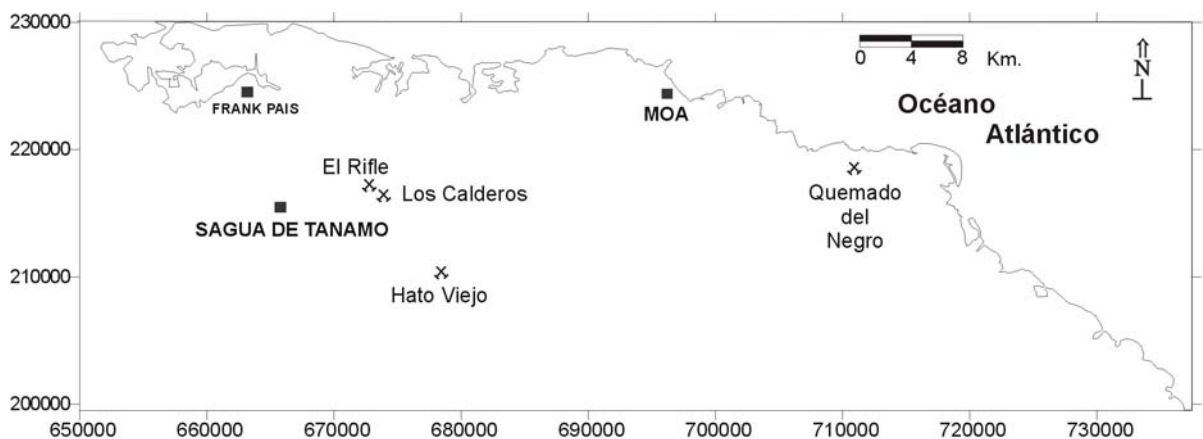 230000
220000
210000
200000
650000 660000 670000 680000 690000 700000 710000 720000 730000
0 4 8 Km.
N
Océano
Atlántico
FRANK PAIS
MOA
El Rifle
Los Calderos
SAGUA DE TANAMO
Hato Viejo
Quemado
del
Negro